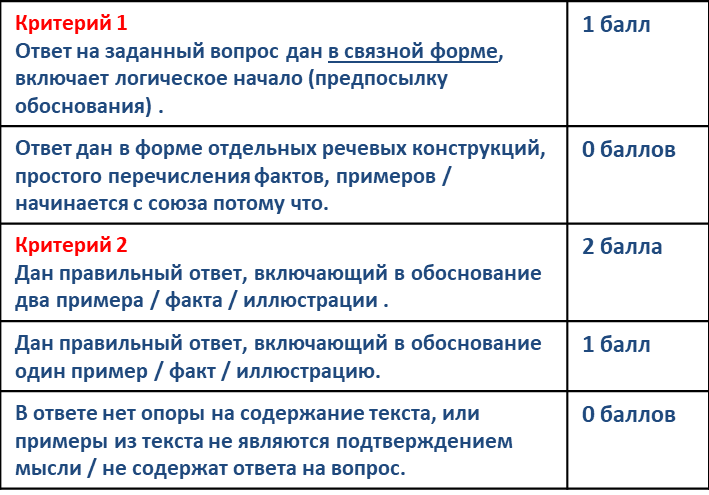 Критерий 1
Ответ на заданный вопрос дан в связной форме,
включает логическое начало (предпосылку
обоснования) .
1 балл
Ответ дан в форме отдельных речевых конструкций,
простого перечисления фактов, примеров /
начинается с союза потому что.
0 баллов
Критерий 2
Дан правильный ответ, включающий в обоснование
два примера / факта / иллюстрации .
2 балла
Дан правильный ответ, включающий в обоснование
один пример / факт / иллюстрацию.
1 балл
В ответе нет опоры на содержание текста, или
примеры из текста не являются подтверждением
мысли / не содержат ответа на вопрос.
0 баллов